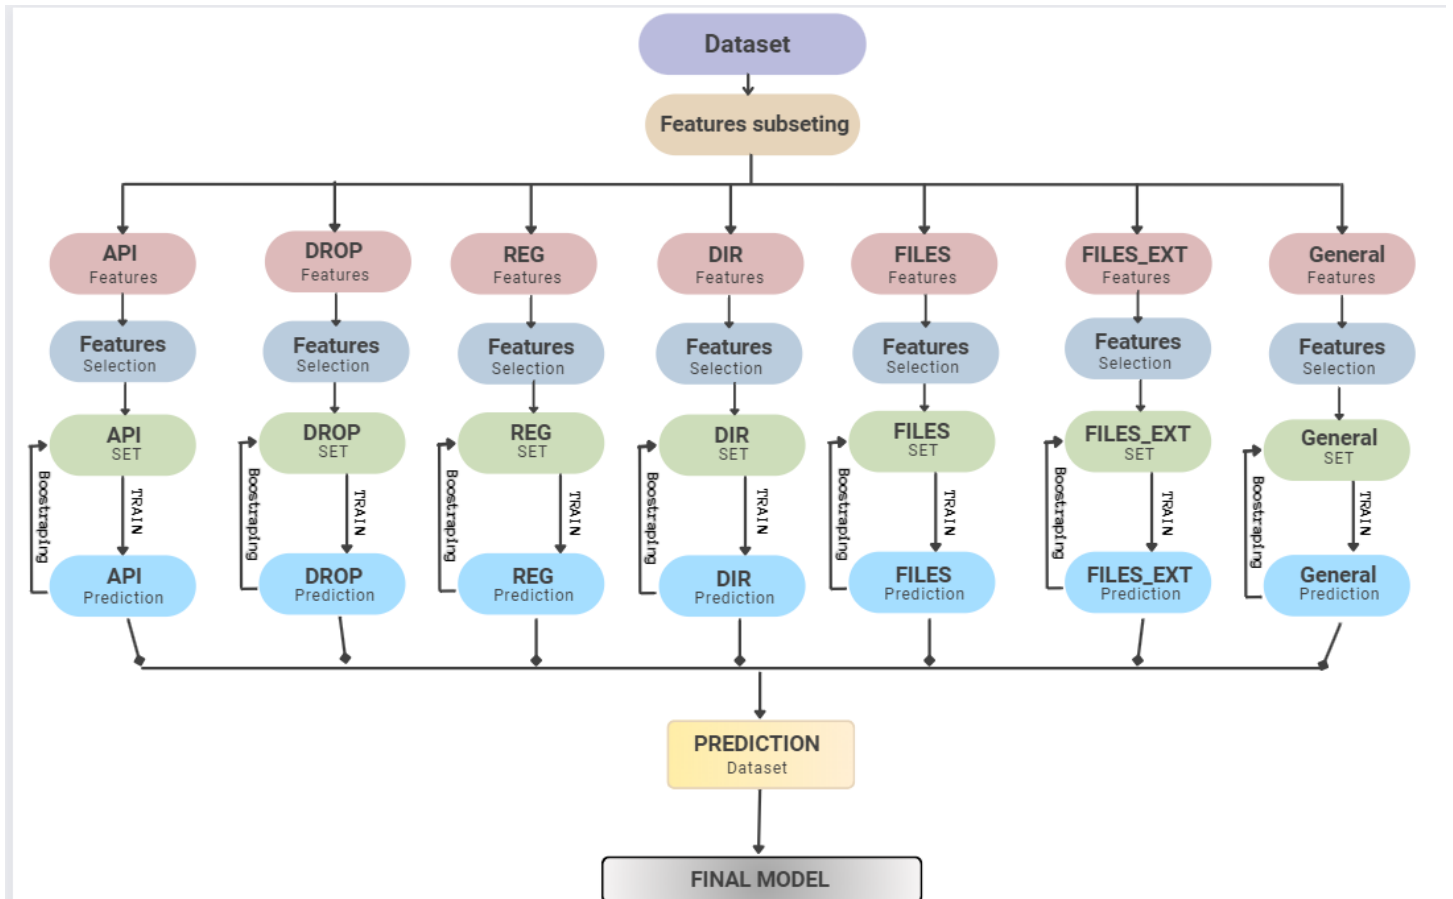 Dataset
Features subseting
API
Features
DROP
Features
REG
Features
DIR
Features
FILES
Features
FILES_EXT
Features
General
Features
Features
Selection
Features
Selection
Features
Selection
Features
Selection
Features
Selection
Features
Selection
Features
Selection
API
SET
DROP
SET
REG
SET
DIR
SET
FILES
SET
FILES_EXT
SET
General
SET
Boostraping
TRAIN
Boostraping
TRAIN
Boostraping
TRAIN
Boostraping
TRAIN
Boostraping
TRAIN
Boostraping
TRAIN
Boostraping
TRAIN
API
Prediction
DROP
Prediction
REG
Prediction
DIR
Prediction
FILES
Prediction
FILES_EXT
Prediction
General
Prediction
PREDICTION
Dataset
FINAL MODEL